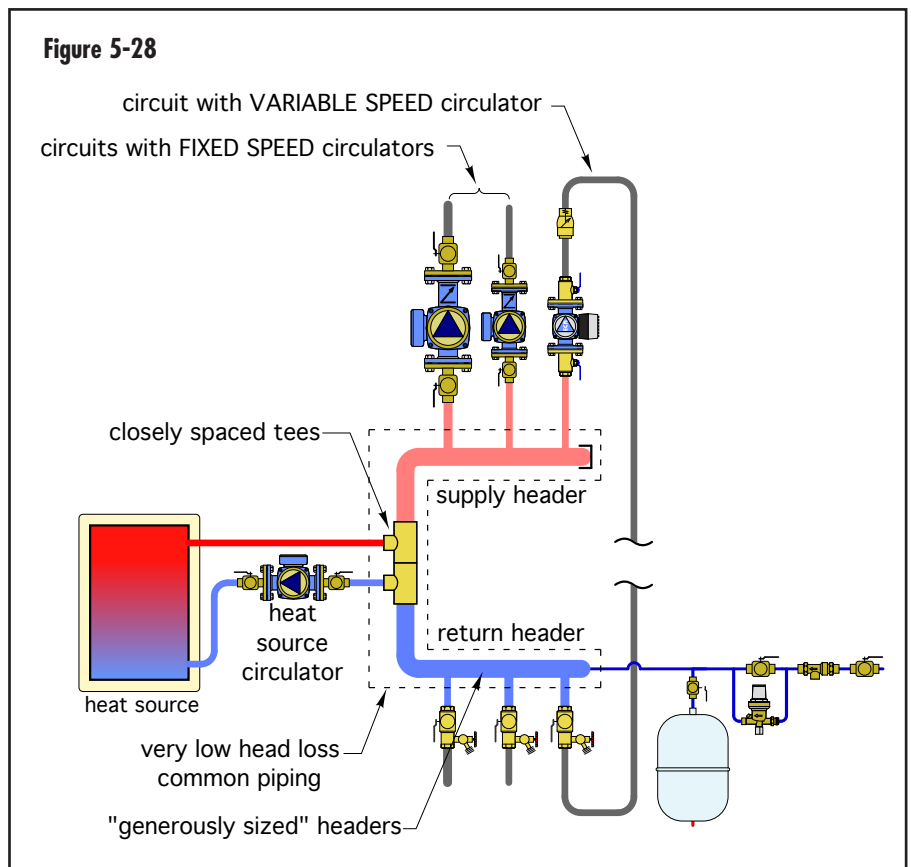 Figure 5-28
circuit with VARIABLE SPEED circulator
circuits with FIXED SPEED circulators
closely spaced tees
supply header
heat
source
circulator
return header
heat source
very low head loss
common piping
"generously sized" headers